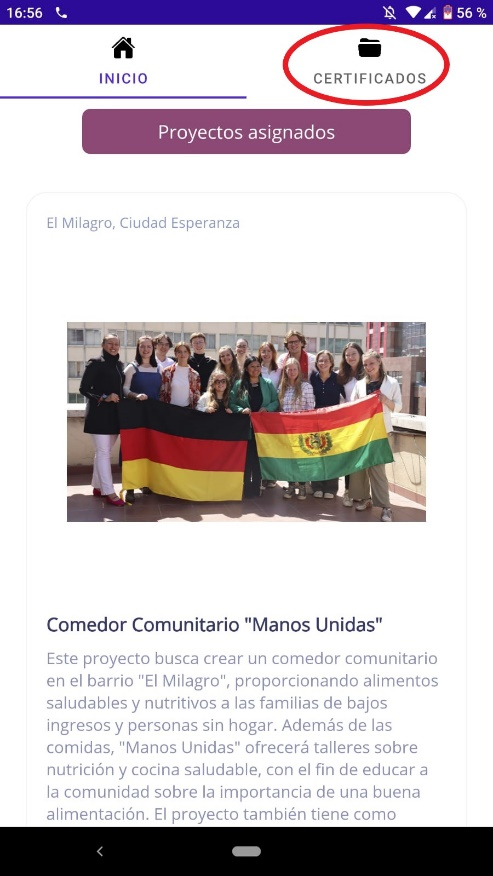 16:56 56 %
INICIO CERTIFICADOS
Proyectos asignados
El Milagro, Ciudad Esperanza
Comedor Comunitario "Manos Unidas"
Este proyecto busca crear un comedor comunitario
en el barrio "El Milagro", proporcionando alimentos
saludables y nutritivos a las familias de bajos
ingresos y personas sin hogar. Además de las
comidas, "Manos Unidas" ofrecerá talleres sobre
nutrición y cocina saludable, con el fin de educar a
la comunidad sobre la importancia de una buena
alimentación. El proyecto también tiene como